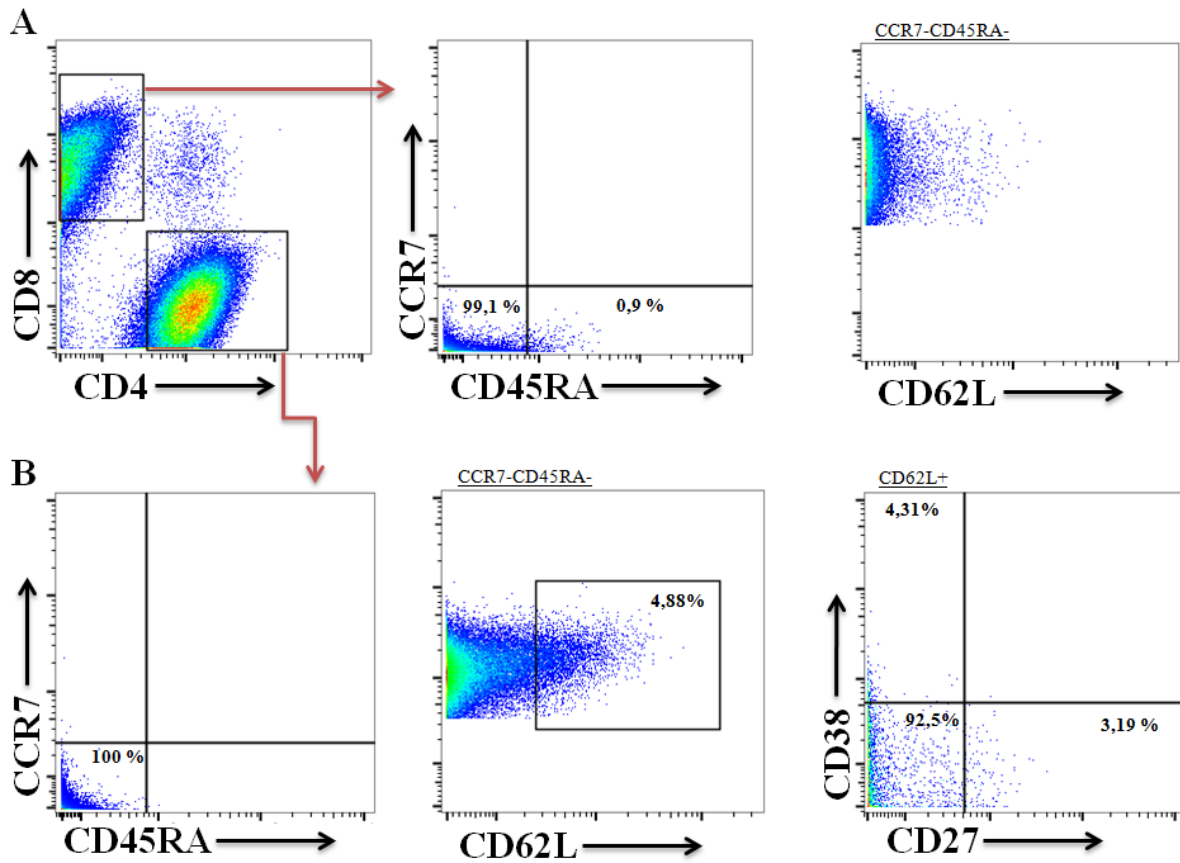 A
CD8
CD4
CCR7
99,1 %
0,9 %
CD45RA
CCR7-CD45RA-
CD62L
B
CCR7
100 %
CD45RA
CCR7-CD45RA-
4,88%
CD62L
CD62L+
4,31%
CD38
92,5%
3,19 %
CD27